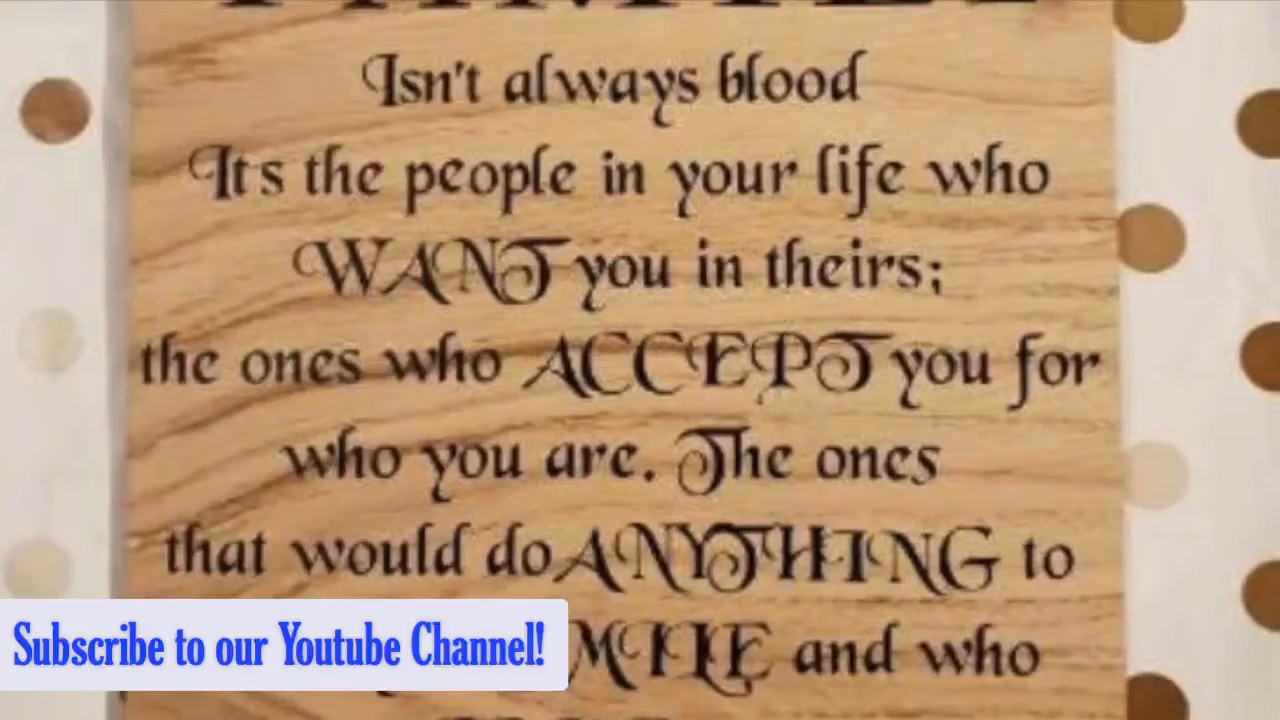 Isn't always blood
It's the people in your life who
WANT you in theirs;
the ones who ACCEPT you for
who you are. The ones
that would do ANYTHING to
and who
Subscribe to our Youtube Channel!